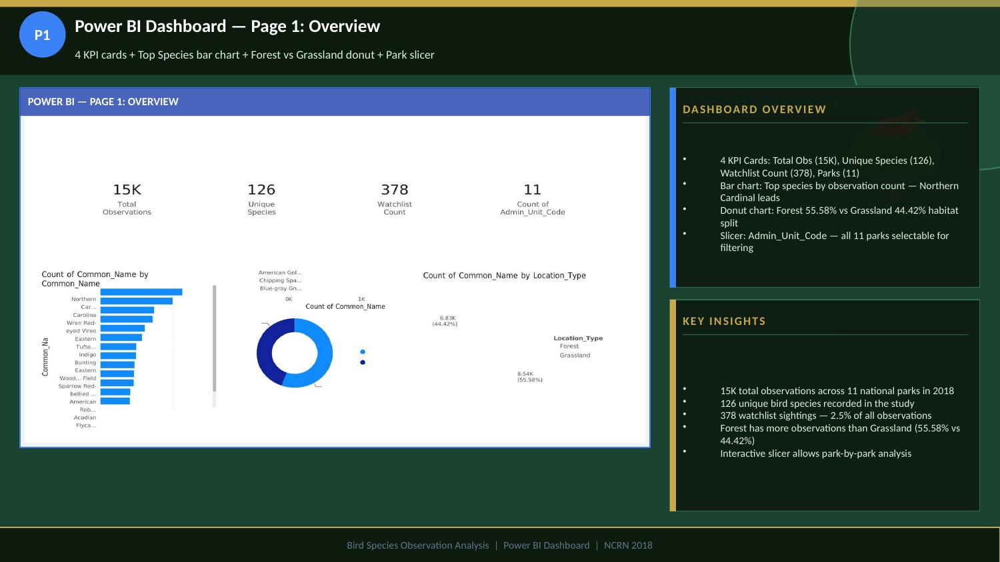 P1
Power BI Dashboard — Page 1: Overview
4 KPI cards + Top Species bar chart + Forest vs Grassland donut + Park slicer
POWER BI — PAGE 1: OVERVIEW
15K
Total
Observations
126
Unique
Species
378
Watchlist
Count
11
Count of
Admin_Unit_Code
Count of Common_Name by
Common_Name
Northern
Car...
Carolina
Wren Red-
eyed Vireo
Eastern
Tufte...
Indigo
Bunting
Eastern
Wood... Field
Sparrow Red-
bellied ...
American
Rob...
Acadian
Flyca...
Common_Na
American Gol...
Chipping Spa...
Blue-gray Gn...
0K 1K
Count of Common_Name
Count of Common_Name by Location_Type
6.83K
(44.42%)
Location_Type
Forest
Grassland
8.54K
(55.58%)
DASHBOARD OVERVIEW
• 4 KPI Cards: Total Obs (15K), Unique Species (126),
Watchlist Count (378), Parks (11)
• Bar chart: Top species by observation count — Northern
Cardinal leads
• Donut chart: Forest 55.58% vs Grassland 44.42% habitat
split
• Slicer: Admin_Unit_Code — all 11 parks selectable for
filtering
KEY INSIGHTS
• 15K total observations across 11 national parks in 2018
• 126 unique bird species recorded in the study
• 378 watchlist sightings — 2.5% of all observations
• Forest has more observations than Grassland (55.58% vs
44.42%)
• Interactive slicer allows park-by-park analysis
Bird Species Observation Analysis | Power BI Dashboard | NCRN 2018